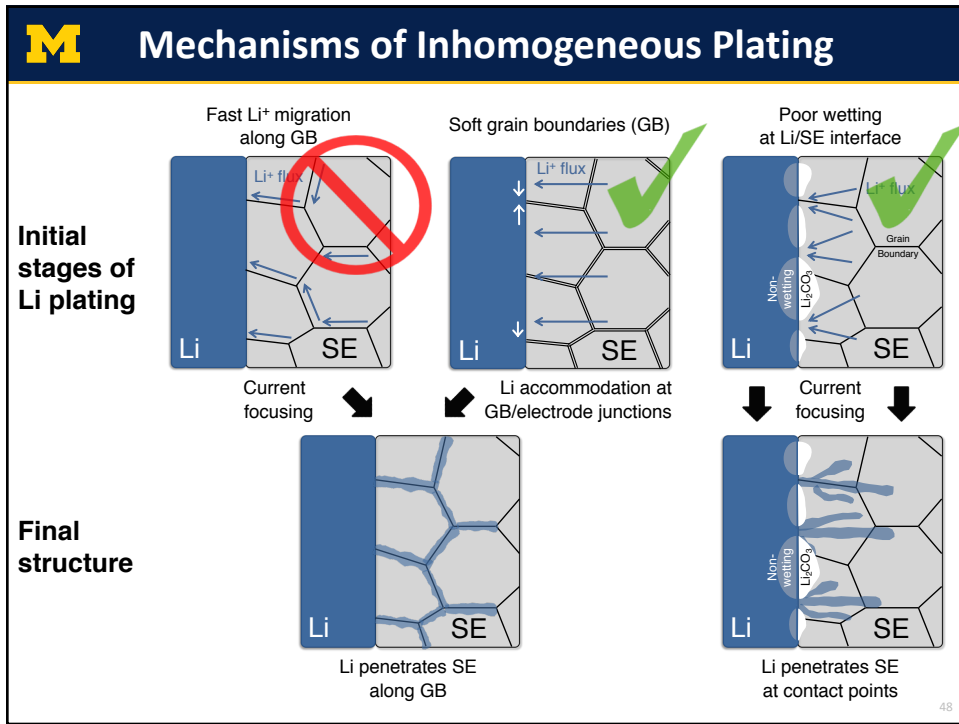 M
Mechanisms of Inhomogeneous Plating
Initial
stages of
Li plating
Fast Li⁺ migration
along GB
Li⁺ flux
Li
SE
Soft grain boundaries (GB)
Li⁺ flux
Li
SE
Poor wetting
at Li/SE interface
Li⁺ flux
Grain
Boundary
Non-
wetting
Li₂CO₃
Li
SE
Current
focusing
Li accommodation at
GB/electrode junctions
Current
focusing
Final
structure
Li
SE
Li penetrates SE
along GB
Non-
wetting
Li₂CO₃
Li
SE
Li penetrates SE
at contact points
48